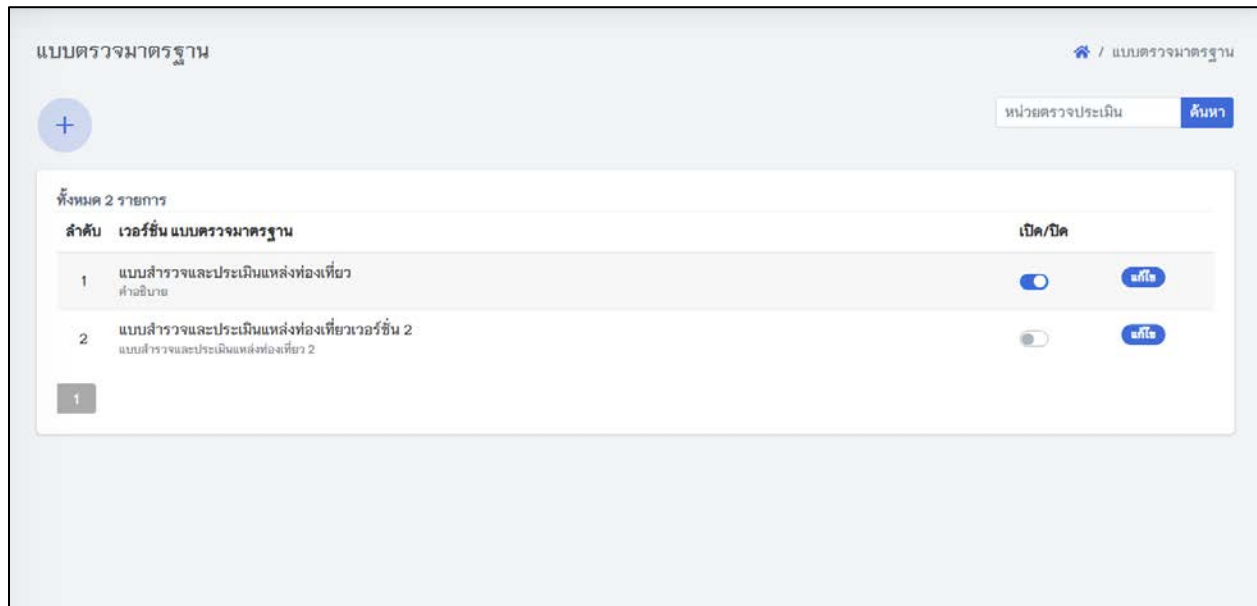 แบบตรวจมาตรฐาน
/ แบบตรวจมาตรฐาน
+
หน่วยตรวจประเมิน ค้นหา
ทั้งหมด 2 รายการ
ลำดับ เวอร์ชั่น แบบตรวจมาตรฐาน เปิด/ปิด
1 แบบสำรวจและประเมินแหล่งท่องเที่ยว แก้ไข
คำอธิบาย
2 แบบสำรวจและประเมินแหล่งท่องเที่ยวเวอร์ชั่น 2 แก้ไข
แบบสำรวจและประเมินแหล่งท่องเที่ยว 2
1